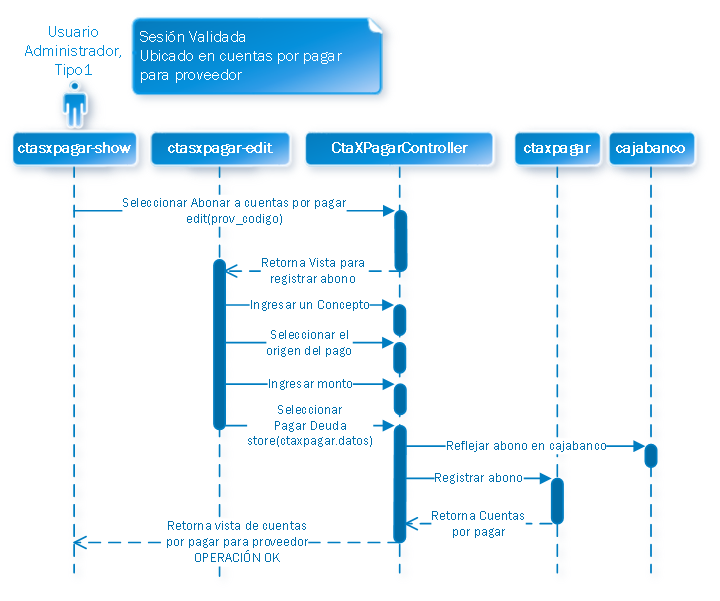 Usuario
Administrador,
Tipo1
Sesión Validada
Ubicado en cuentas por pagar
para proveedor
ctasxpagar-show
ctasxpagar-edit
CtaXPagarController
ctaxpagar
cajabanco
Seleccionar Abonar a cuentas por pagar
edit(prov_codigo)
Retorna Vista para
registrar abono
Ingresar un Concepto
Seleccionar el
origen del pago
Ingresar monto
Seleccionar
Pagar Deuda
store(ctaxpagar.datos)
Reflejar abono en cajabanco
Registrar abono
Retorna Cuentas
por pagar
Retorna vista de cuentas
por pagar para proveedor
OPERACIÓN OK